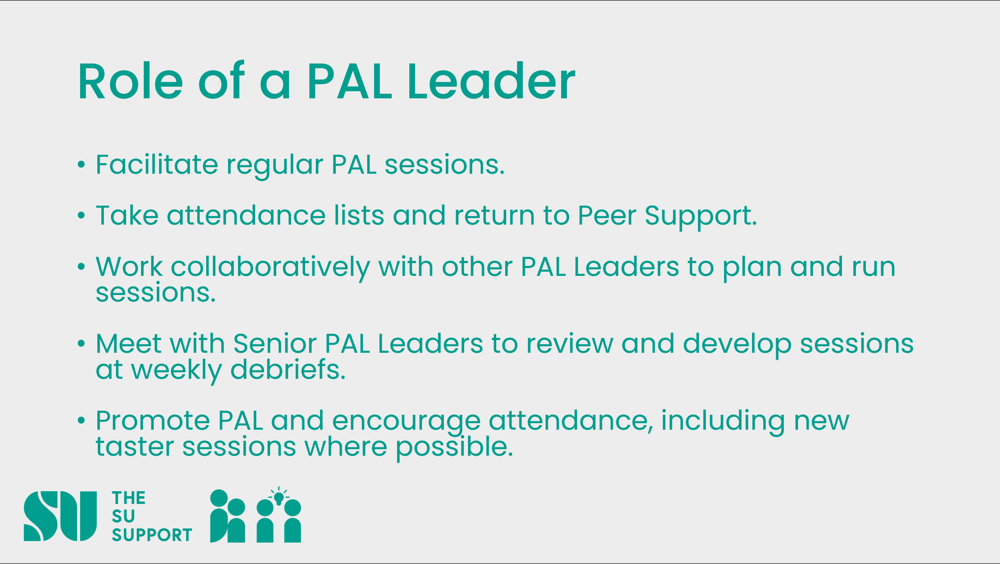 Role of a PAL Leader
• Facilitate regular PAL sessions.
• Take attendance lists and return to Peer Support.
• Work collaboratively with other PAL Leaders to plan and run
sessions.
• Meet with Senior PAL Leaders to review and develop sessions
at weekly debriefs.
• Promote PAL and encourage attendance, including new
taster sessions where possible.
SU
THE
SU
SUPPORT